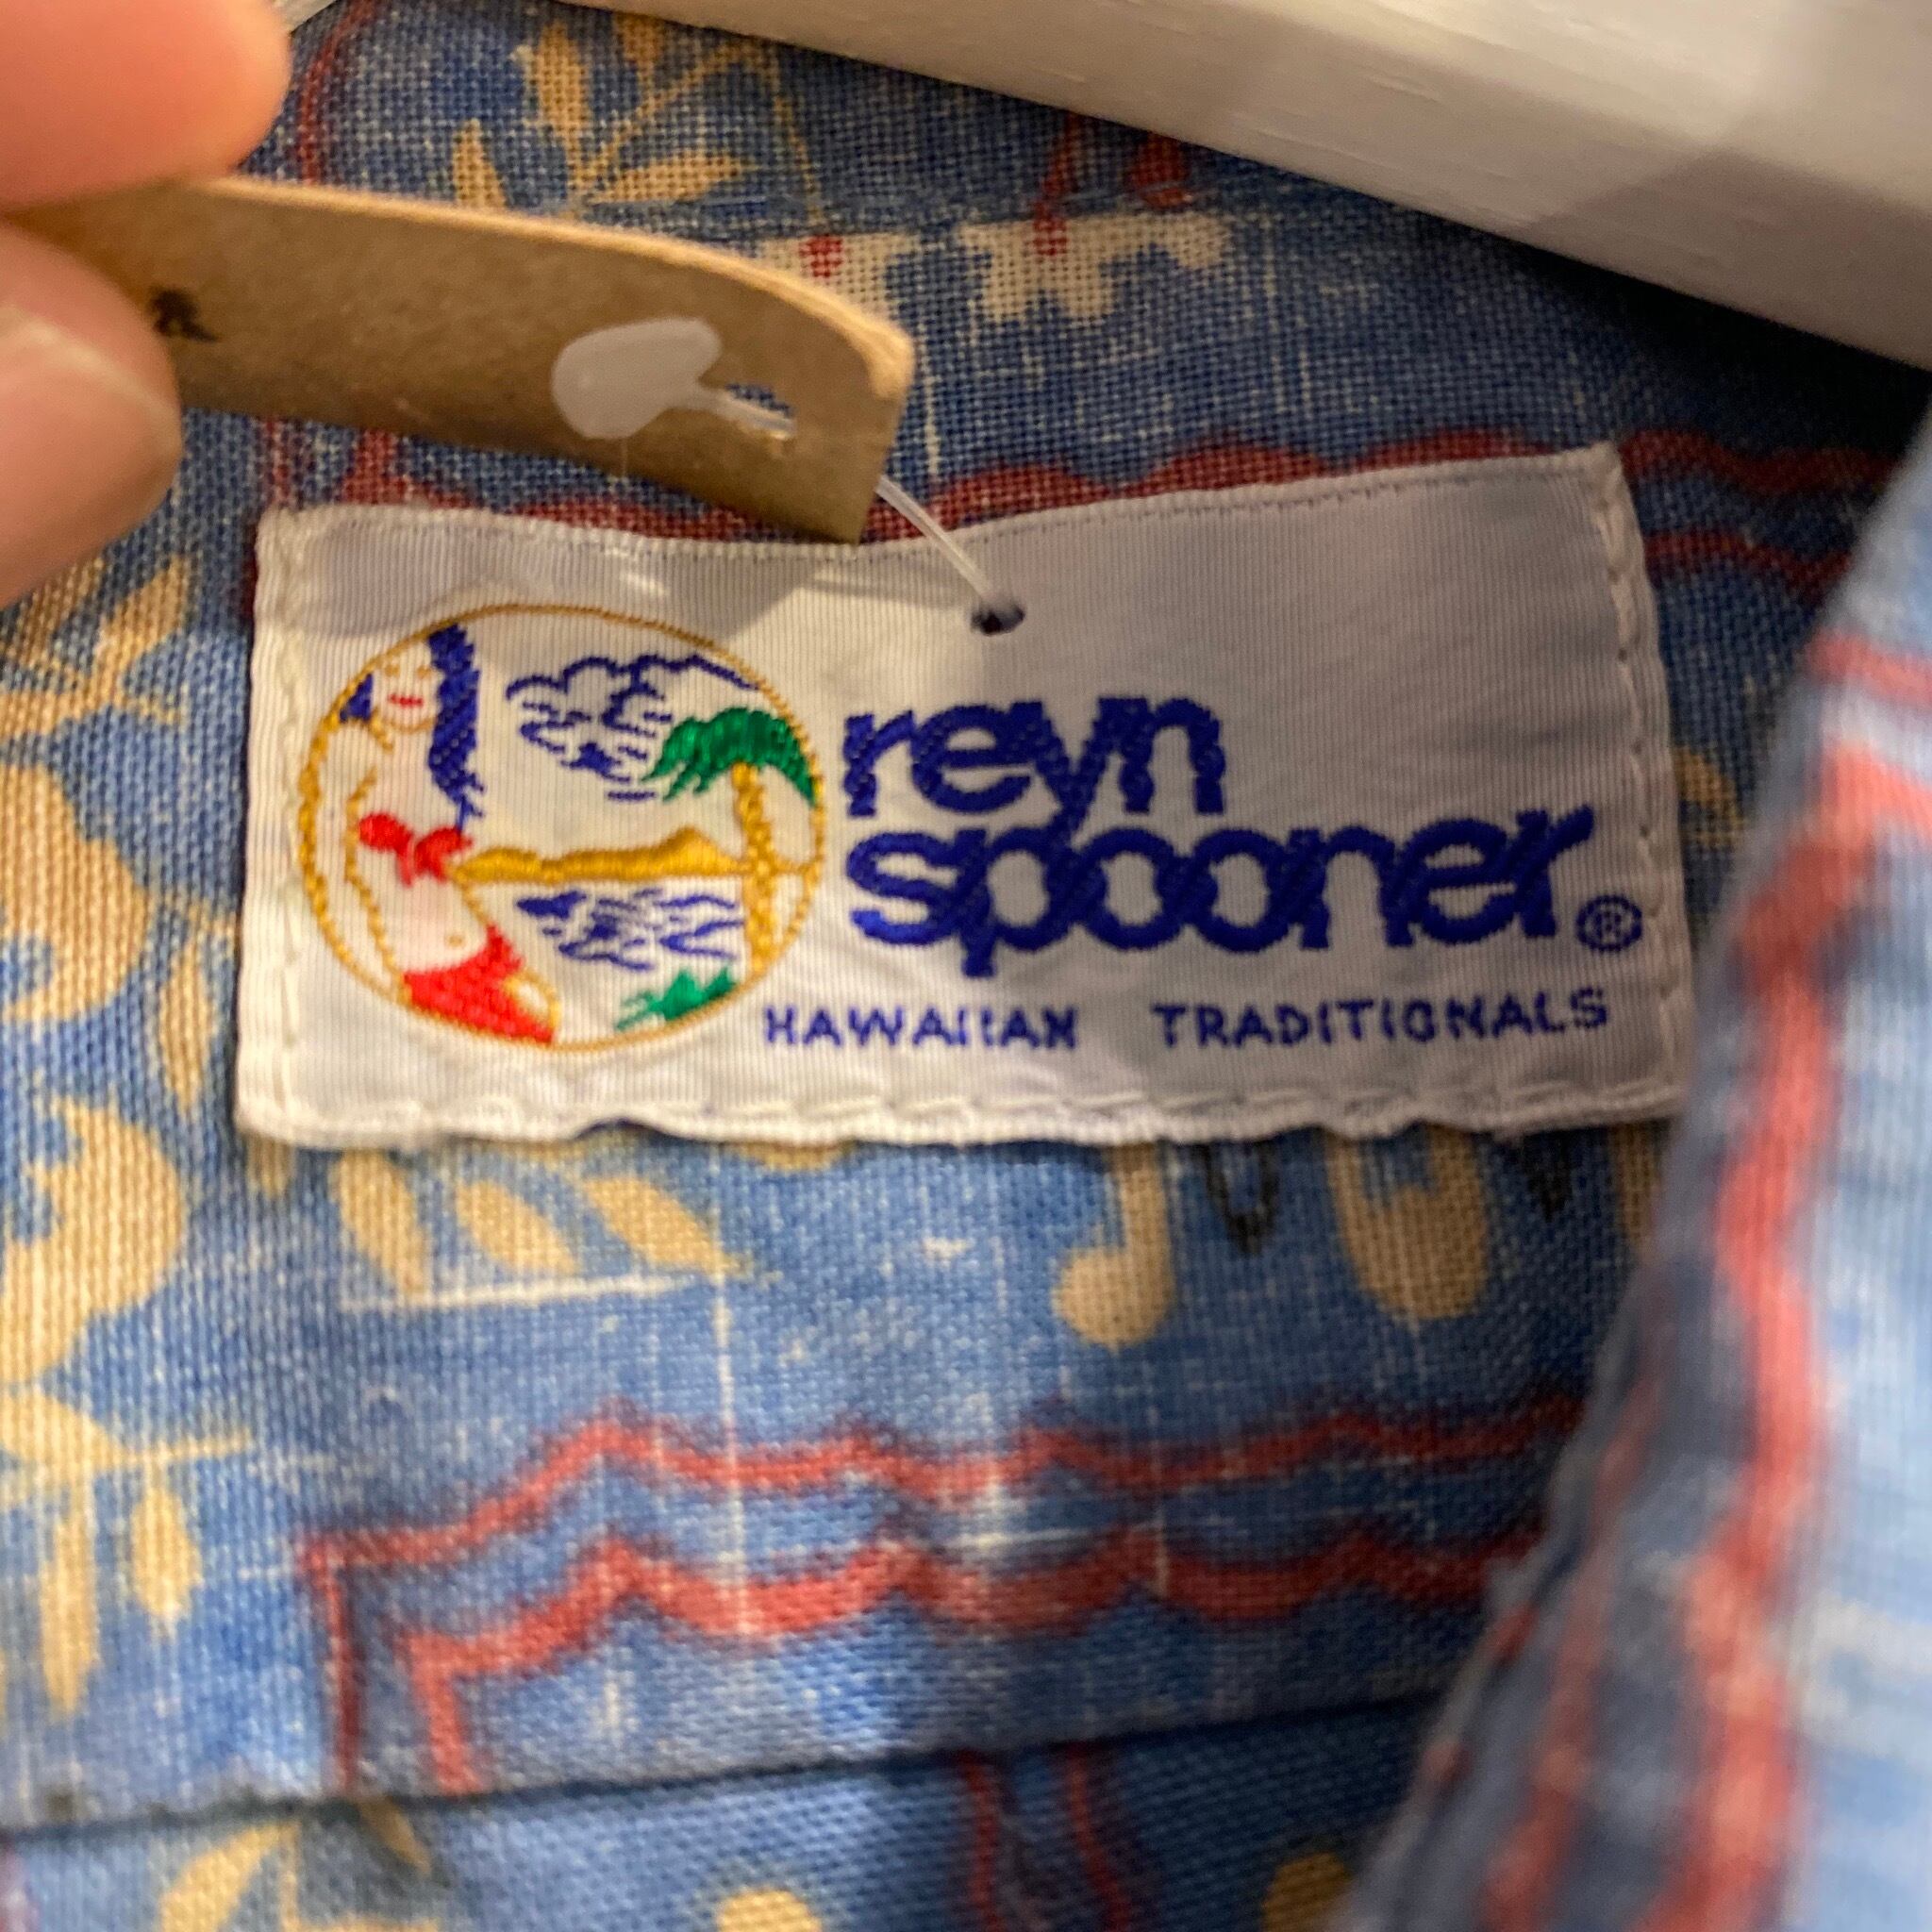 reyn
spooner®
HAWAIIAN TRADITIONALS